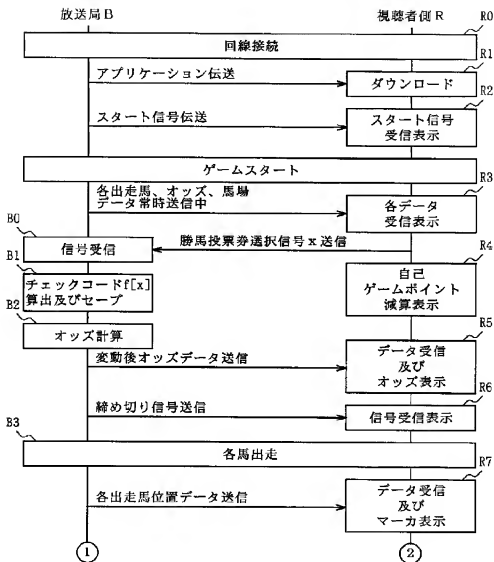 放送局B
視聴者側R
R0
回線接続
R1
アプリケーション伝送
ダウンロード
R2
スタート信号伝送
スタート信号
受信表示
ゲームスタート
R3
各出走馬、オッズ、馬場
データ常時送信中
各データ
受信表示
B0
勝馬投票券選択信号x送信
信号受信
R4
B1
チェックコードf[x]
算出及びセーブ
自己
ゲームポイント
減算表示
B2
オッズ計算
R5
変動後オッズデータ送信
データ受信
及び
オッズ表示
R6
締め切り信号送信
信号受信表示
B3
各馬出走
R7
各出走馬位置データ送信
データ受信
及び
マーカ表示
1
2